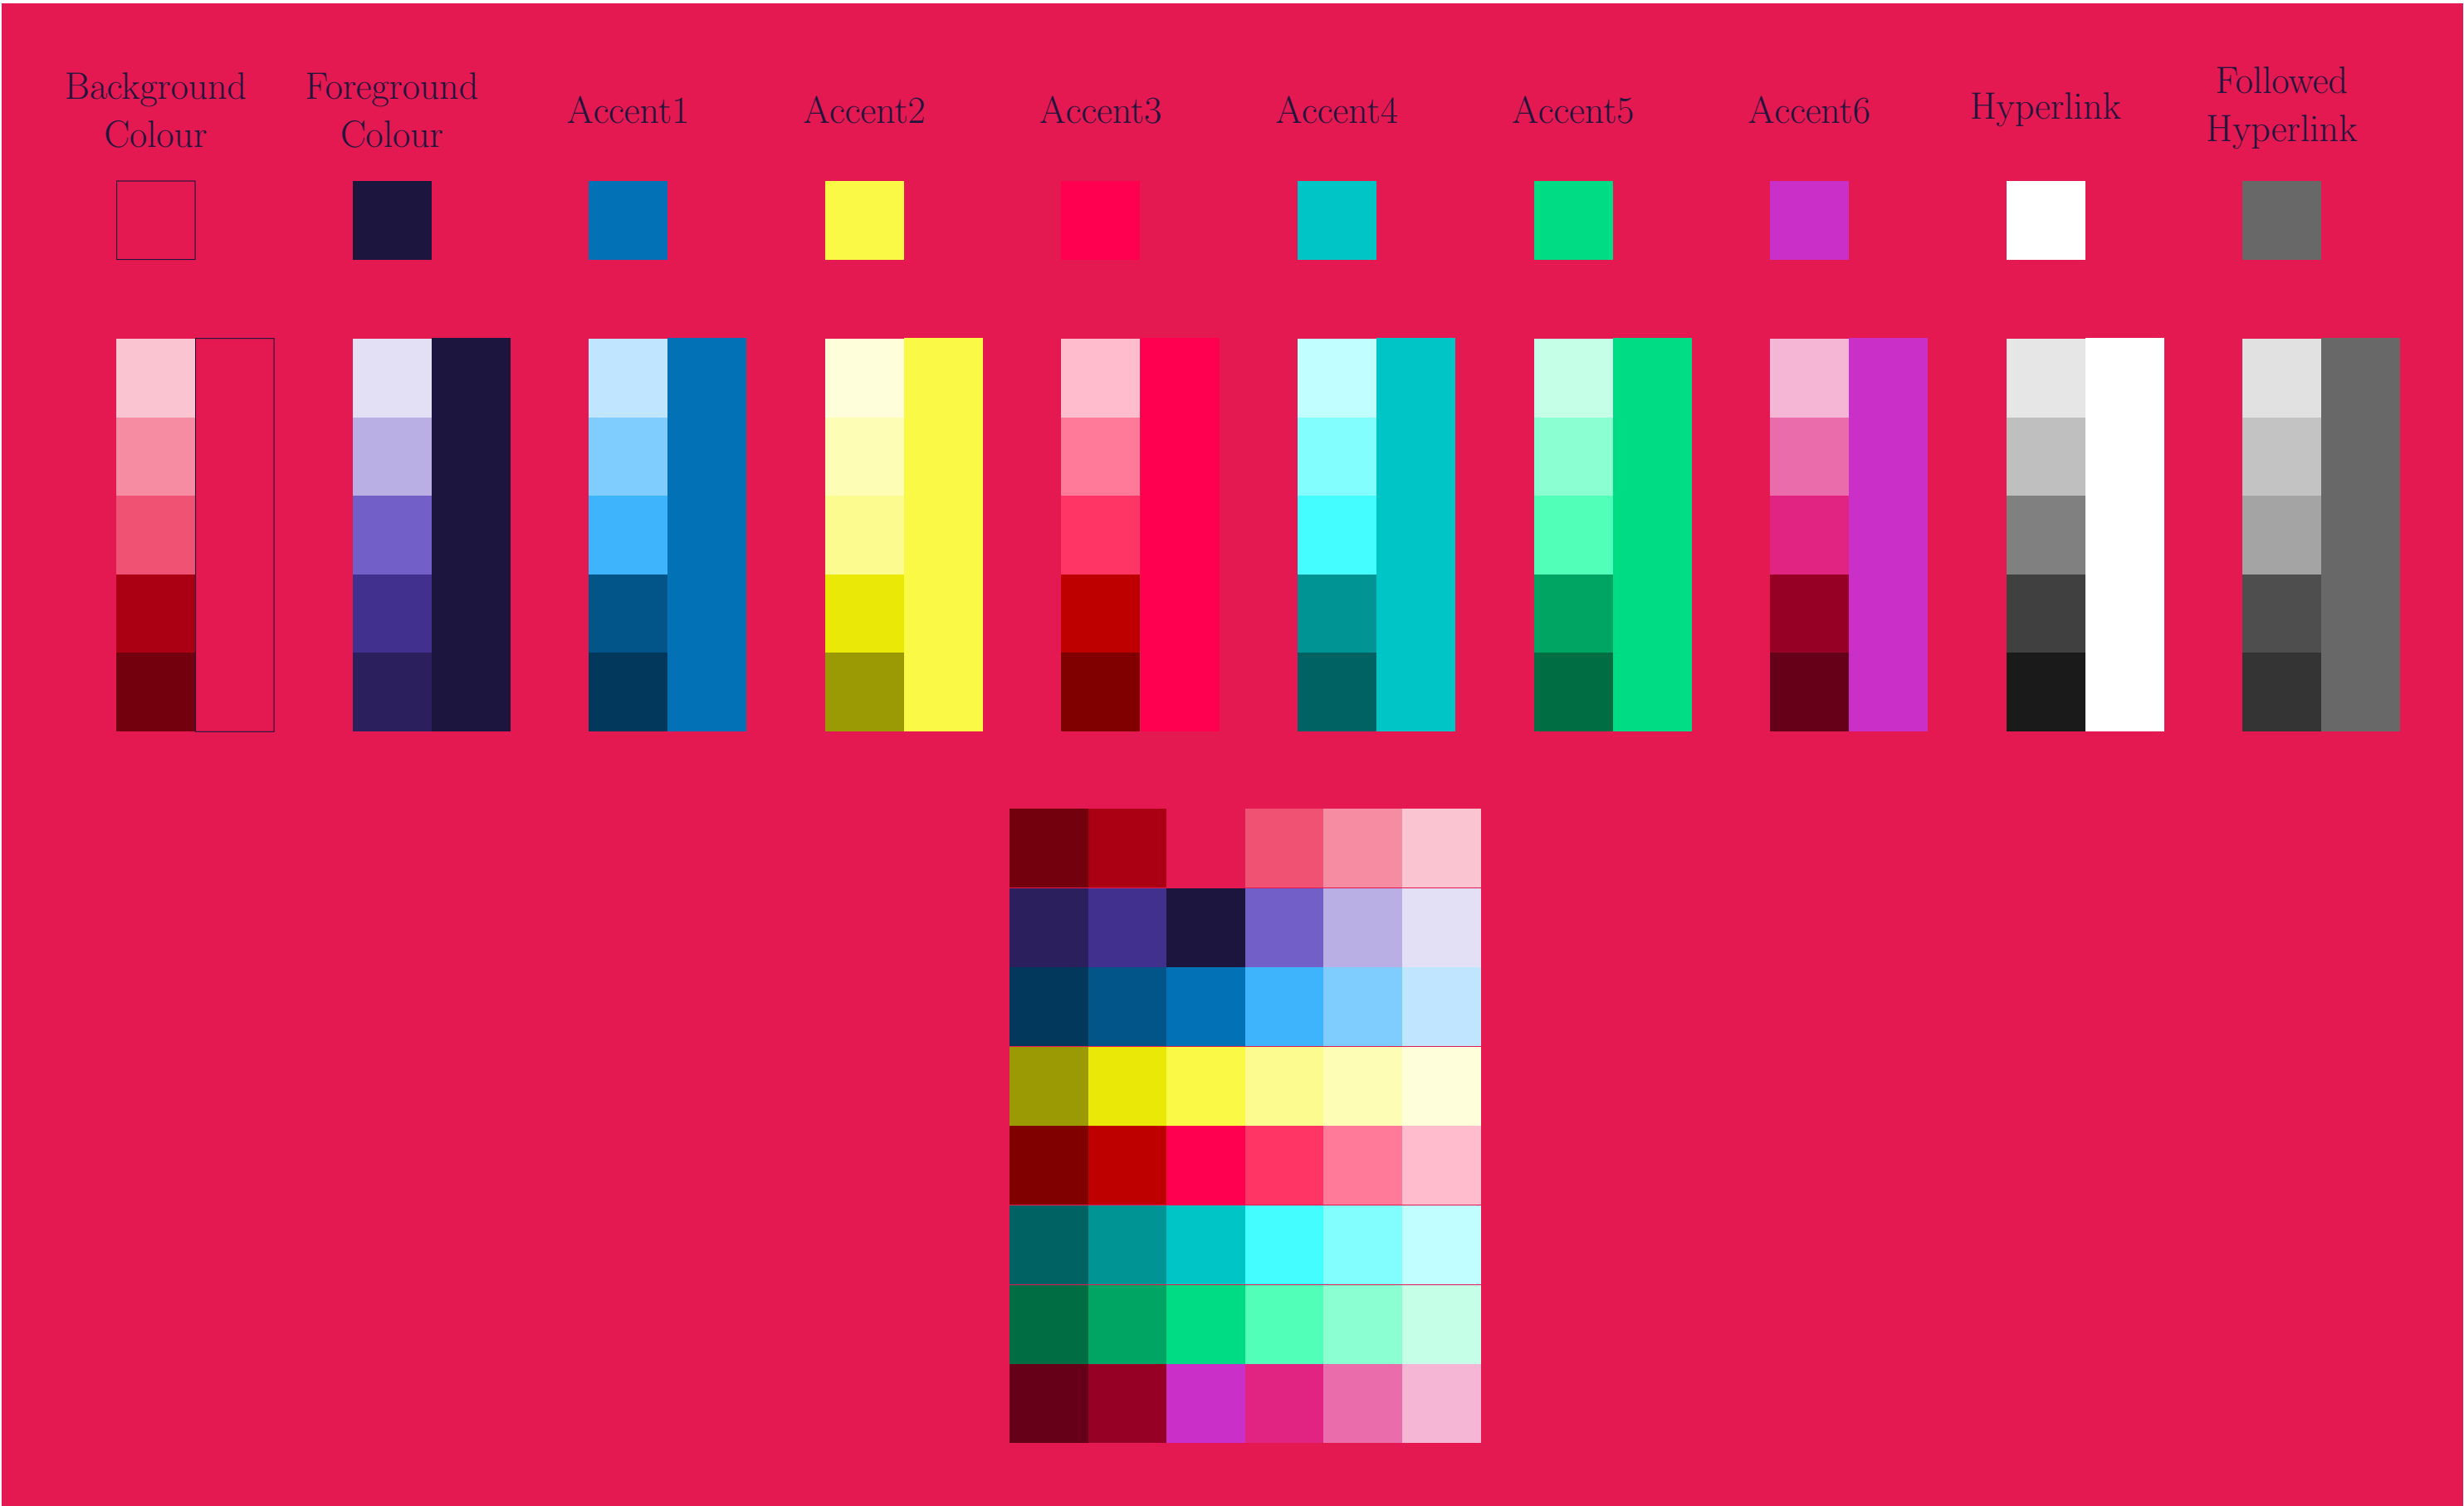 Background
Colour
Foreground
Colour
Accent1
Accent2
Accent3
Accent4
Accent5
Accent6
Hyperlink
Followed
Hyperlink